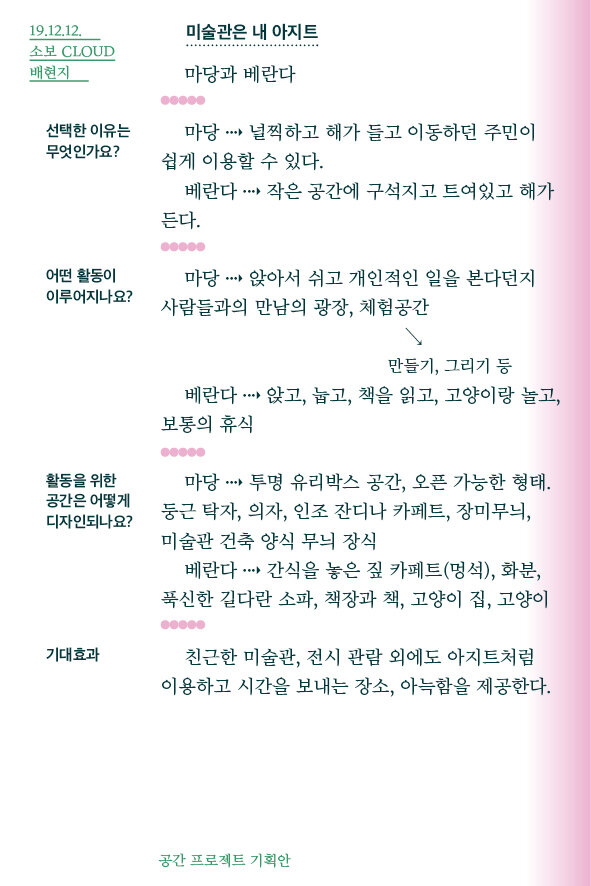 19.12.12.
소보 CLOUD
배현지
미술관은 내 아지트
마당과 베란다
선택한 이유는
무엇인가요?
마당 ⇢ 널찍하고 해가 들고 이동하던 주민이
쉽게 이용할 수 있다.
베란다 ⇢ 작은 공간에 구석지고 트여있고 해가
든다.
어떤 활동이
이루어지나요?
마당 ⇢ 앉아서 쉬고 개인적인 일을 본다던지
사람들과의 만남의 광장, 체험공간
↘
만들기, 그리기 등
베란다 ⇢ 앉고, 눕고, 책을 읽고, 고양이랑 놀고,
보통의 휴식
활동을 위한
공간은 어떻게
디자인되나요?
마당 ⇢ 투명 유리박스 공간, 오픈 가능한 형태.
둥근 탁자, 의자, 인조 잔디나 카페트, 장미무늬,
미술관 건축 양식 무늬 장식
베란다 ⇢ 간식을 놓은 짚 카페트(멍석), 화분,
푹신한 길다란 소파, 책장과 책, 고양이 집, 고양이
기대효과
친근한 미술관, 전시 관람 외에도 아지트처럼
이용하고 시간을 보내는 장소, 아늑함을 제공한다.
공간 프로젝트 기획안